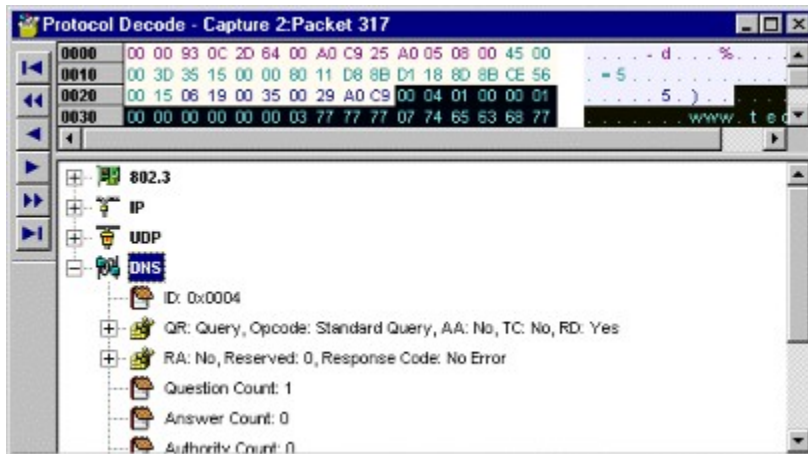 Protocol Decode - Capture 2:Packet 317
0000 00 00 93 0C 2D 64 00 A0 C9 25 A0 05 08 00 45 00 . . . . - d . . . % . . . .
0010 00 3D 35 15 00 00 80 11 D8 8B D1 18 8D 8B CE 56 . = 5 . . . . . . . . . . .
0020 00 15 06 19 00 35 00 29 A0 C9 00 04 01 00 00 01 . . . . . 5 . ) . . . . . .
0030 00 00 00 00 00 00 03 77 77 77 07 74 65 63 68 77 . . . . . . . www . t e c
802.3
IP
UDP
DNS
ID: 0x0004
QR: Query, Opcode: Standard Query, AA: No, TC: No, RD: Yes
RA: No, Reserved: 0, Response Code: No Error
Question Count: 1
Answer Count: 0
Authority Count: 0